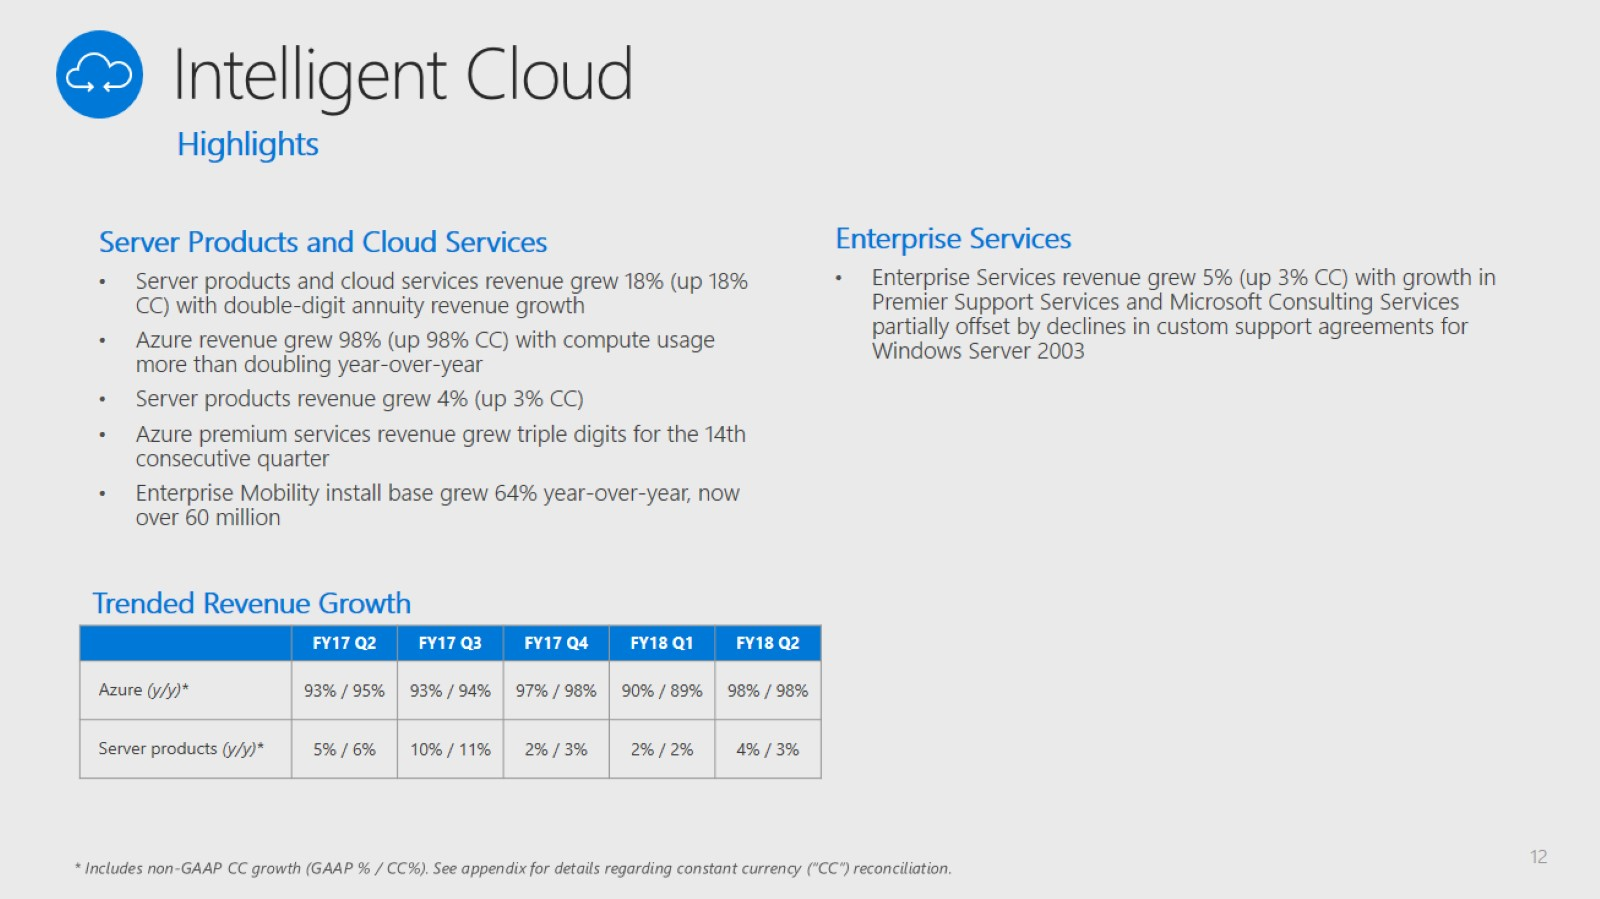 Intelligent Cloud
Highlights
Server Products and Cloud Services
• Server products and cloud services revenue grew 18% (up 18%
CC) with double-digit annuity revenue growth
• Azure revenue grew 98% (up 98% CC) with compute usage
more than doubling year-over-year
• Server products revenue grew 4% (up 3% CC)
• Azure premium services revenue grew triple digits for the 14th
consecutive quarter
• Enterprise Mobility install base grew 64% year-over-year, now
over 60 million
Enterprise Services
• Enterprise Services revenue grew 5% (up 3% CC) with growth in
Premier Support Services and Microsoft Consulting Services
partially offset by declines in custom support agreements for
Windows Server 2003
Trended Revenue Growth
FY17 Q2 FY17 Q3 FY17 Q4 FY18 Q1 FY18 Q2
Azure (y/y)* 93% / 95% 93% / 94% 97% / 98% 90% / 89% 98% / 98%
Server products (y/y)* 5% / 6% 10% / 11% 2% / 3% 2% / 2% 4% / 3%
* Includes non-GAAP CC growth (GAAP % / CC%). See appendix for details regarding constant currency ("CC") reconciliation.
12